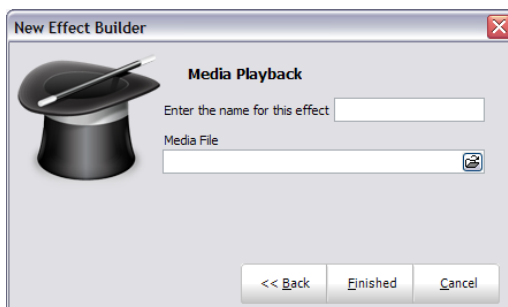 New Effect Builder
Media Playback
Enter the name for this effect
Media File
<< Back Finished Cancel